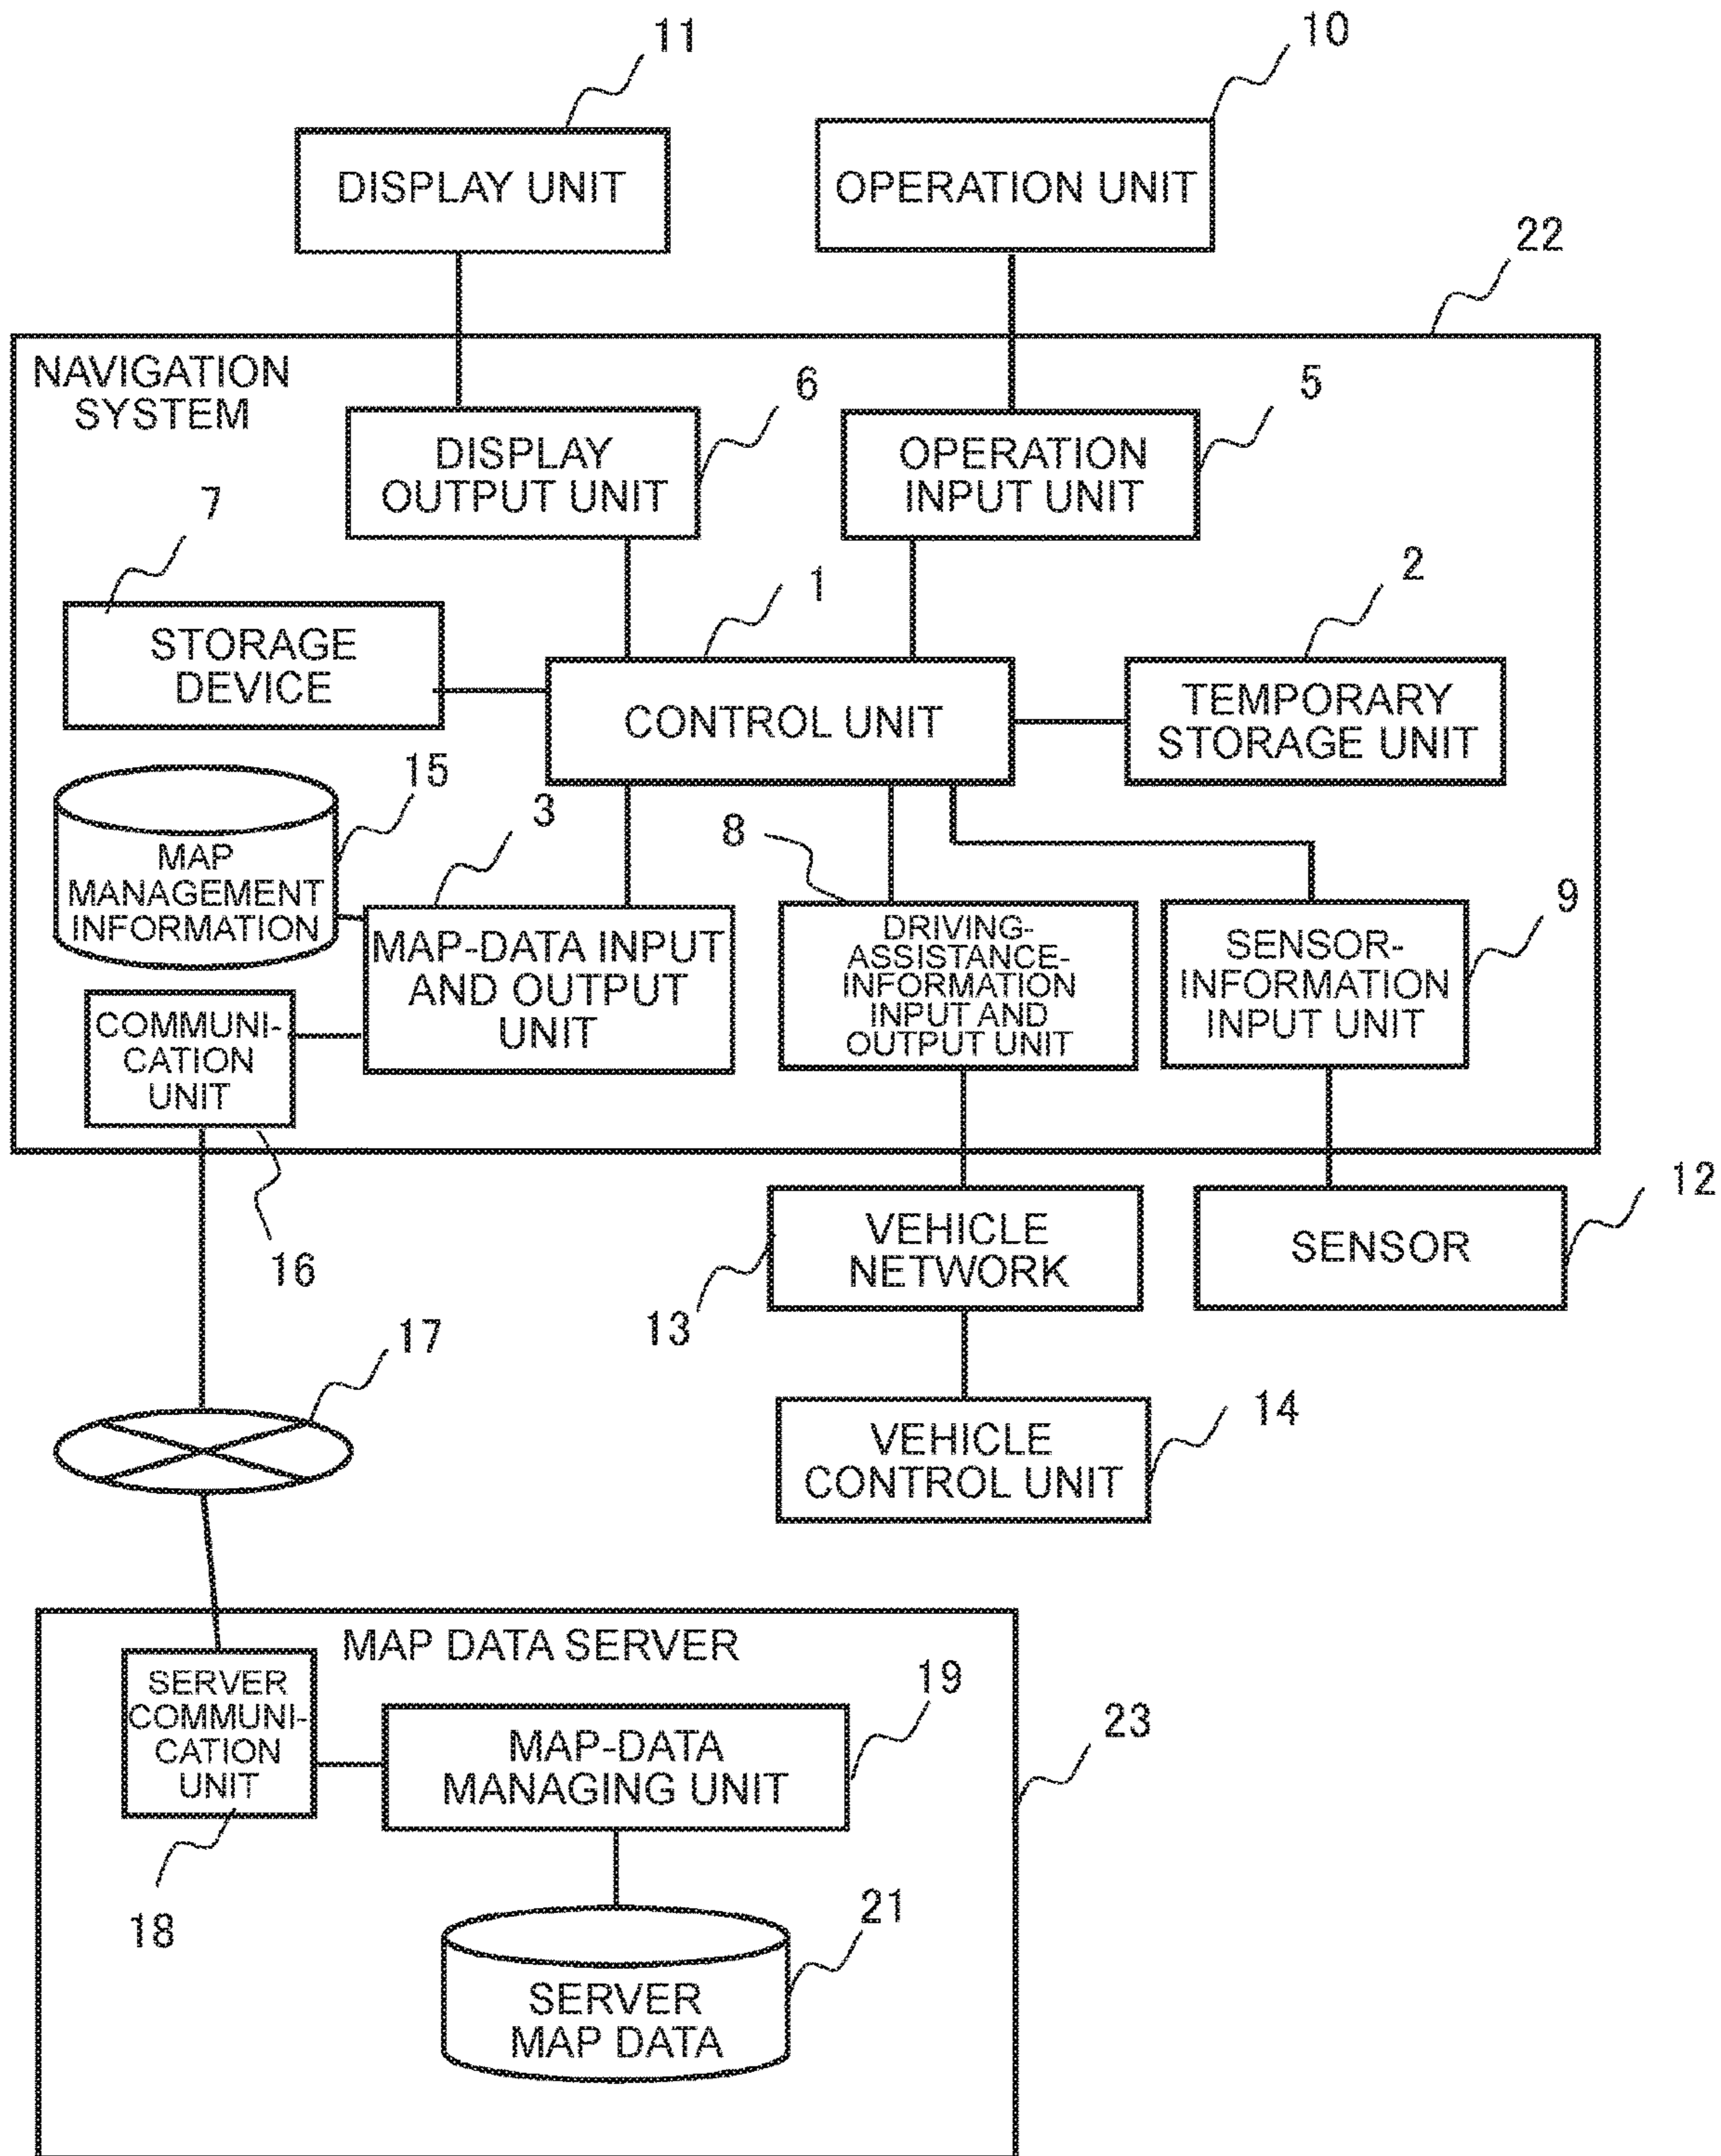 11
10
DISPLAY UNIT
OPERATION UNIT
22
NAVIGATION
SYSTEM
6
5
DISPLAY
OUTPUT UNIT
OPERATION
INPUT UNIT
7
1
2
STORAGE
DEVICE
CONTROL UNIT
TEMPORARY
STORAGE UNIT
15
3
8
MAP
MANAGEMENT
INFORMATION
MAP-DATA INPUT
AND OUTPUT
UNIT
DRIVING-
ASSISTANCE-
INFORMATION
INPUT AND
OUTPUT UNIT
SENSOR-
INFORMATION
INPUT UNIT
9
COMMUNI-
CATION
UNIT
16
VEHICLE
NETWORK
13
SENSOR
12
17
VEHICLE
CONTROL UNIT
14
MAP DATA SERVER
SERVER
COMMUNI-
CATION
UNIT
18
MAP-DATA
MANAGING UNIT
19
23
21
SERVER
MAP DATA